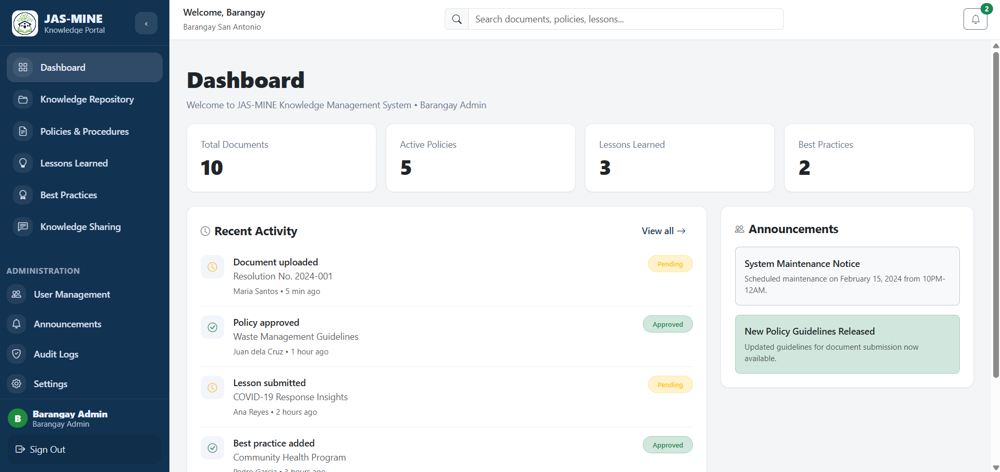 JAS-MINE
Knowledge Portal
Dashboard
Knowledge Repository
Policies & Procedures
Lessons Learned
Best Practices
Knowledge Sharing
ADMINISTRATION
User Management
Announcements
Audit Logs
Settings
B
Barangay Admin
Barangay Admin
Sign Out
Welcome, Barangay
Barangay San Antonio
Search documents, policies, lessons...
2
Dashboard
Welcome to JAS-MINE Knowledge Management System • Barangay Admin
Total Documents
10
Active Policies
5
Lessons Learned
3
Best Practices
2
Recent Activity
View all →
Document uploaded
Pending
Resolution No. 2024-001
Maria Santos • 5 min ago
Policy approved
Approved
Waste Management Guidelines
Juan dela Cruz • 1 hour ago
Lesson submitted
Pending
COVID-19 Response Insights
Ana Reyes • 2 hours ago
Best practice added
Approved
Community Health Program
Pedro Garcia • 3 hours ago
Announcements
System Maintenance Notice
Scheduled maintenance on February 15, 2024 from 10PM-
12AM.
New Policy Guidelines Released
Updated guidelines for document submission now
available.